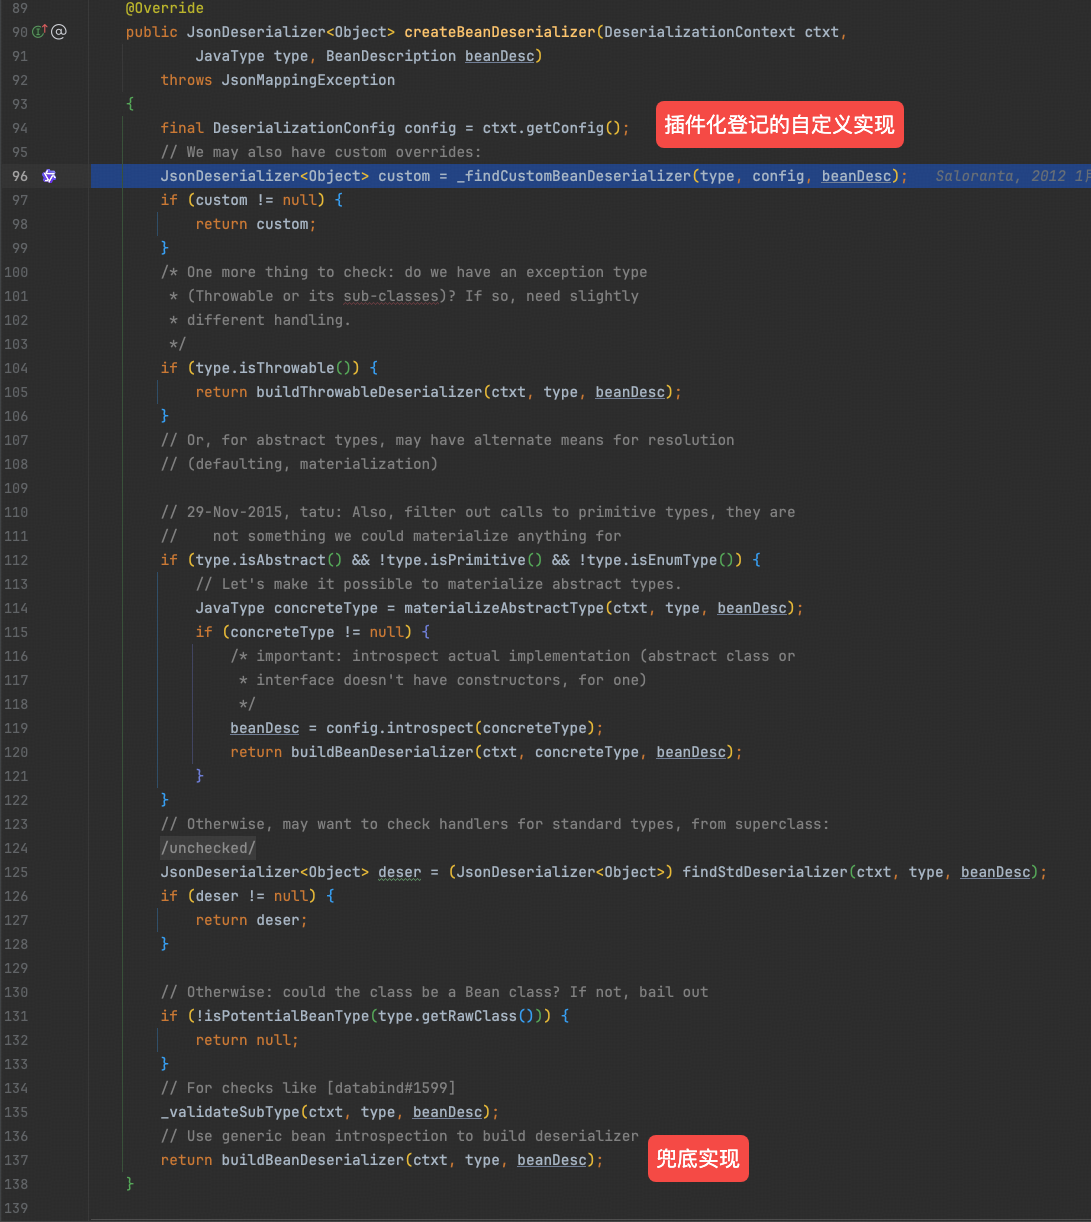 89 @Override
90 public JsonDeserializer<Object> createBeanDeserializer(DeserializationContext ctxt,
91 JavaType type, BeanDescription beanDesc)
92 throws JsonMappingException
93 {
94 final DeserializationConfig config = ctxt.getConfig(); 插件化登记的自定义实现
95 // We may also have custom overrides:
96 JsonDeserializer<Object> custom = _findCustomBeanDeserializer(type, config, beanDesc); Saloranta, 2012 1月
97 if (custom != null) {
98 return custom;
99 }
100 /* One more thing to check: do we have an exception type
101 * (Throwable or its sub-classes)? If so, need slightly
102 * different handling.
103 */
104 if (type.isThrowable()) {
105 return buildThrowableDeserializer(ctxt, type, beanDesc);
106 }
107 // Or, for abstract types, may have alternate means for resolution
108 // (defaulting, materialization)
109
110 // 29-Nov-2015, tatu: Also, filter out calls to primitive types, they are
111 // not something we could materialize anything for
112 if (type.isAbstract() && !type.isPrimitive() && !type.isEnumType()) {
113 // Let's make it possible to materialize abstract types.
114 JavaType concreteType = materializeAbstractType(ctxt, type, beanDesc);
115 if (concreteType != null) {
116 /* important: introspect actual implementation (abstract class or
117 * interface doesn't have constructors, for one)
118 */
119 beanDesc = config.introspect(concreteType);
120 return buildBeanDeserializer(ctxt, concreteType, beanDesc);
121 }
122 }
123 // Otherwise, may want to check handlers for standard types, from superclass:
124 /unchecked/
125 JsonDeserializer<Object> deser = (JsonDeserializer<Object>) findStdDeserializer(ctxt, type, beanDesc);
126 if (deser != null) {
127 return deser;
128 }
129
130 // Otherwise: could the class be a Bean class? If not, bail out
131 if (!isPotentialBeanType(type.getRawClass())) {
132 return null;
133 }
134 // For checks like [databind#1599]
135 _validateSubType(ctxt, type, beanDesc);
136 // Use generic bean introspection to build deserializer
137 return buildBeanDeserializer(ctxt, type, beanDesc); 兜底实现
138 }
139